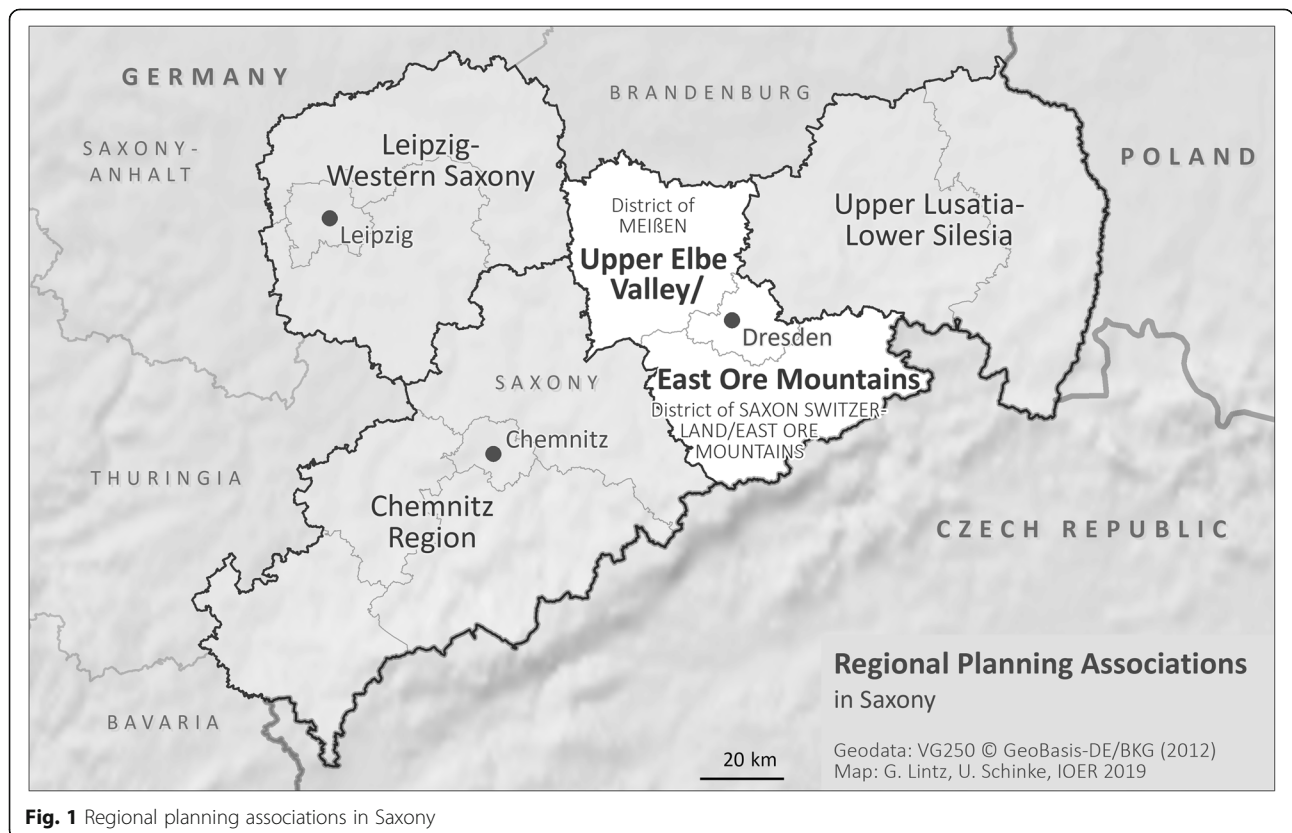 GERMANY
BRANDENBURG
SAXONY-
ANHALT
POLAND
Leipzig-
Western Saxony
Leipzig
District of
MEIßEN
Upper Elbe
Valley/
Upper Lusatia-
Lower Silesia
Dresden
East Ore Mountains
District of SAXON SWITZER-
LAND/EAST ORE
MOUNTAINS
SAXONY
Chemnitz
THURINGIA
Chemnitz
Region
CZECH REPUBLIC
BAVARIA
Regional Planning Associations
in Saxony
20 km
Geodata: VG250 © GeoBasis-DE/BKG (2012)
Map: G. Lintz, U. Schinke, IOER 2019
Fig. 1 Regional planning associations in Saxony